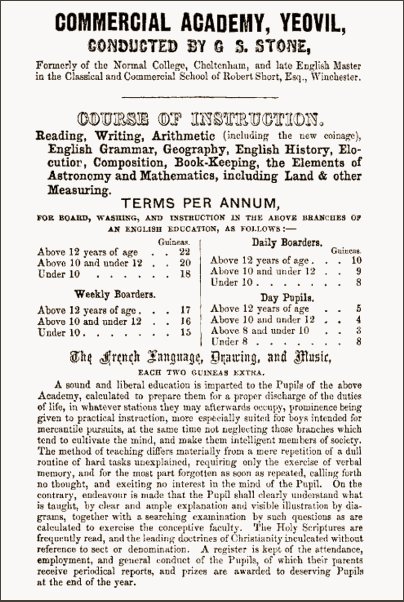 COMMERCIAL ACADEMY, YEOVIL,
CONDUCTED BY G S. STONE,
Formerly of the Normal College, Cheltenham, and late English Master
in the Classical and Commercial School of Robert Short, Esq., Winchester.
COURSE OF INSTRUCTION.
Reading, Writing, Arithmetic (including the new coinage),
English Grammar, Geography, English History, Elo-
cution, Composition, Book-Keeping, the Elements of
Astronomy and Mathematics, including Land & other
Measuring.
TERMS PER ANNUM,
FOR BOARD, WASHING, AND INSTRUCTION IN THE ABOVE BRANCHES OF
AN ENGLISH EDUCATION, AS FOLLOWS :—
Guineas.
Above 12 years of age . . 22
Above 10 and under 12 . . 20
Under 10 . . . . . . . 18
Weekly Boarders.
Above 12 years of age . . . 17
Above 10 and under 12 . . 16
Under 10 . . . . . . . 15
Daily Boarders.
Guineas.
Above 12 years of age . . . 10
Above 10 and under 12 . . 9
Under 10 . . . . . . . 8
Day Pupils.
Above 12 years of age . . 5
Above 10 and under 12 . . 4
Above 8 and under 10 . . 3
Under 8 . . . . . . . 8
The French Language, Drawing, and Music,
EACH TWO GUINEAS EXTRA.
A sound and liberal education is imparted to the Pupils of the above
Academy, calculated to prepare them for a proper discharge of the duties
of life, in whatever stations they may afterwards occupy, prominence being
given to practical instruction, more especially suited for boys intended for
mercantile pursuits, at the same time not neglecting those branches which
tend to cultivate the mind, and make them intelligent members of society.
The method of teaching differs materially from a mere repetition of a dull
routine of hard tasks unexplained, requiring only the exercise of verbal
memory, and for the most part forgotten as soon as repeated, calling forth
no thought, and exciting no interest in the mind of the Pupil. On the
contrary, endeavour is made that the Pupil shall clearly understand what
is taught, by clear and ample explanation and visible illustration by dia-
grams, together with a searching examination by such questions as are
calculated to exercise the conceptive faculty. The Holy Scriptures are
frequently read, and the leading doctrines of Christianity inculcated without
reference to sect or denomination. A register is kept of the attendance,
employment, and general conduct of the Pupils, of which their parents
receive periodical reports, and prizes are awarded to deserving Pupils
at the end of the year.